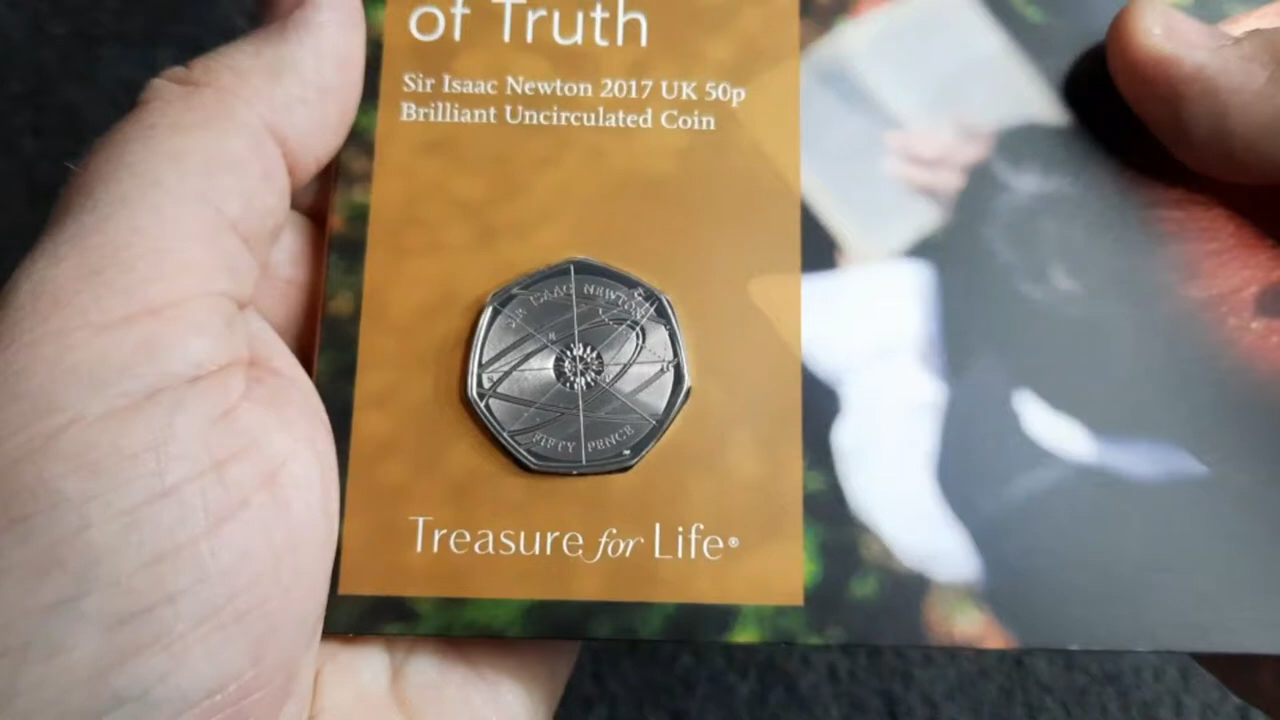 of Truth
Sir Isaac Newton 2017 UK 50p
Brilliant Uncirculated Coin
SIR ISAAC NEWTON
FIFTY PENCE
Treasure for Life®